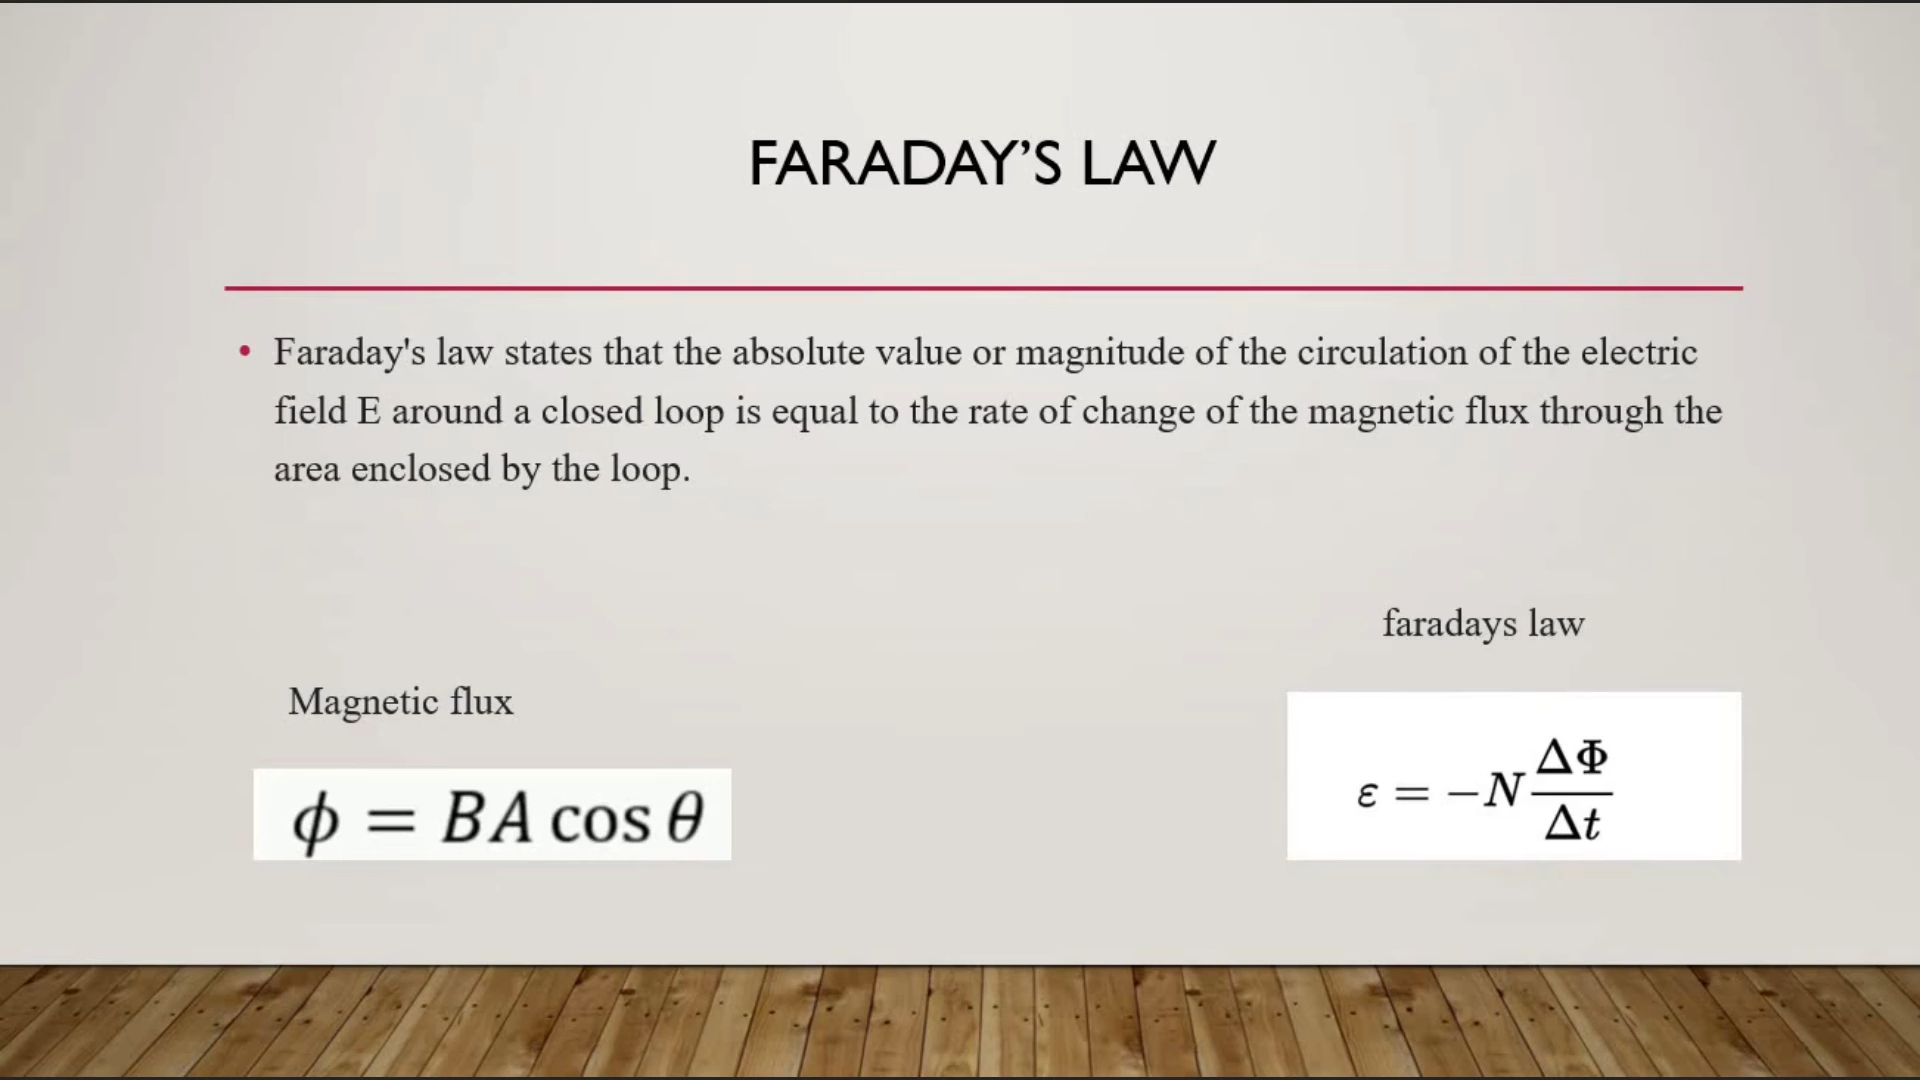 FARADAY’S LAW
• Faraday's law states that the absolute value or magnitude of the circulation of the electric
field E around a closed loop is equal to the rate of change of the magnetic flux through the
area enclosed by the loop.
faradays law
Magnetic flux
ϕ = BA cos θ
ε = −N ΔΦ/Δt